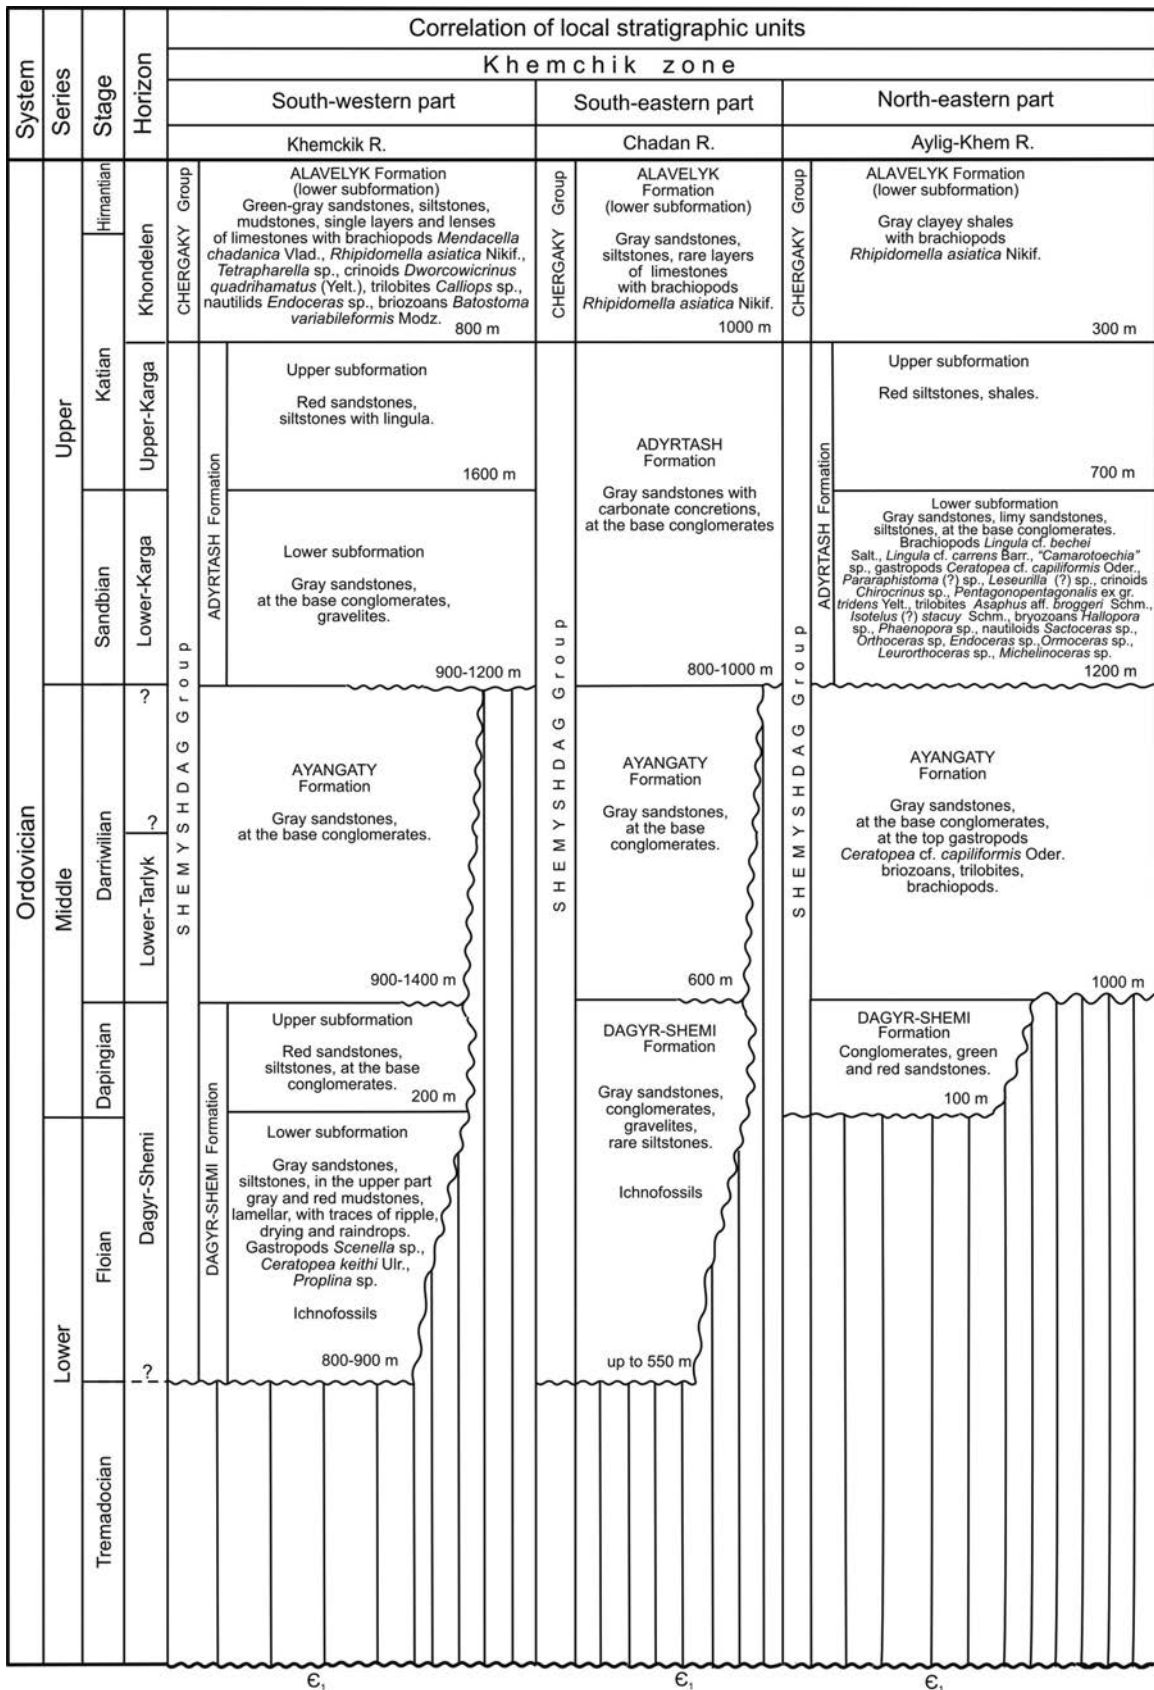 Correlation of local stratigraphic units
Khemchik zone
System
Series
Stage
Horizon
South-western part
South-eastern part
North-eastern part
Khemckik R.
Chadan R.
Aylig-Khem R.
Ordovician
Upper
Middle
Lower
Hirnantian
Katian
Sandbian
Darriwilian
Dapingian
Floian
Tremadocian
Khondelen
Upper-Karga
Lower-Karga
?
?
Lower-Tarlyk
Dagyr-Shemi
?
CHERGAKY Group
ALAVELYK Formation
(lower subformation)
Green-gray sandstones, siltstones,
mudstones, single layers and lenses
of limestones with brachiopods Mendacella
chadanica Vlad., Rhipidomella asiatica Nikif.,
Tetrapharella sp., crinoids Dworcowicrinus
quadrihamatus (Yelt.), trilobites Calliops sp.,
nautilids Endoceras sp., briozoans Batostoma
variabileformis Modz.
800 m
SHEMYSHDAG Group
ADYRTASH Formation
Upper subformation
Red sandstones,
siltstones with lingula.
1600 m
Lower subformation
Gray sandstones,
at the base conglomerates,
gravelites.
900-1200 m
AYANGATY
Formation
Gray sandstones,
at the base conglomerates.
900-1400 m
DAGYR-SHEMI Formation
Upper subformation
Red sandstones,
siltstones, at the base
conglomerates.
200 m
Lower subformation
Gray sandstones,
siltstones, in the upper part
gray and red mudstones,
lamellar, with traces of ripple,
drying and raindrops.
Gastropods Scenella sp.,
Ceratopea keithi Ulr.,
Proplina sp.
Ichnofossils
800-900 m
CHERGAKY Group
ALAVELYK
Formation
(lower subformation)
Gray sandstones,
siltstones, rare layers
of limestones
with brachiopods
Rhipidomella asiatica Nikif.
1000 m
SHEMYSHDAG Group
ADYRTASH
Formation
Gray sandstones with
carbonate concretions,
at the base conglomerates
800-1000 m
AYANGATY
Formation
Gray sandstones,
at the base
conglomerates.
600 m
DAGYR-SHEMI
Formation
Gray sandstones,
conglomerates,
gravelites,
rare siltstones.
Ichnofossils
up to 550 m
CHERGAKY Group
ALAVELYK Formation
(lower subformation)
Gray clayey shales
with brachiopods
Rhipidomella asiatica Nikif.
300 m
SHEMYSHDAG Group
ADYRTASH Formation
Upper subformation
Red siltstones, shales.
700 m
Lower subformation
Gray sandstones, limy sandstones,
siltstones, at the base conglomerates.
Brachiopods Lingula cf. bechei
Salt., Lingula cf. carrens Barr., "Camarotoechia"
sp., gastropods Ceratopea cf. capiliformis Oder.,
Pararaphistoma (?) sp., Leseurilla (?) sp., crinoids
Chirocrinus sp., Pentagonopentagonalis ex gr.
tridens Yelt., trilobites Asaphus aff. broggeri Schm.,
Isotelus (?) stacuy Schm., bryozoans Hallopora
sp., Phaenopora sp., nautiloids Sactoceras sp.,
Orthoceras sp, Endoceras sp., Ormoceras sp.,
Leurorthoceras sp., Michelinoceras sp.
1200 m
AYANGATY
Fornation
Gray sandstones,
at the base conglomerates,
at the top gastropods
Ceratopea cf. capiliformis Oder.
briozoans, trilobites,
brachiopods.
1000 m
DAGYR-SHEMI
Formation
Conglomerates, green
and red sandstones.
100 m
Є₁
Є₁
Є₁